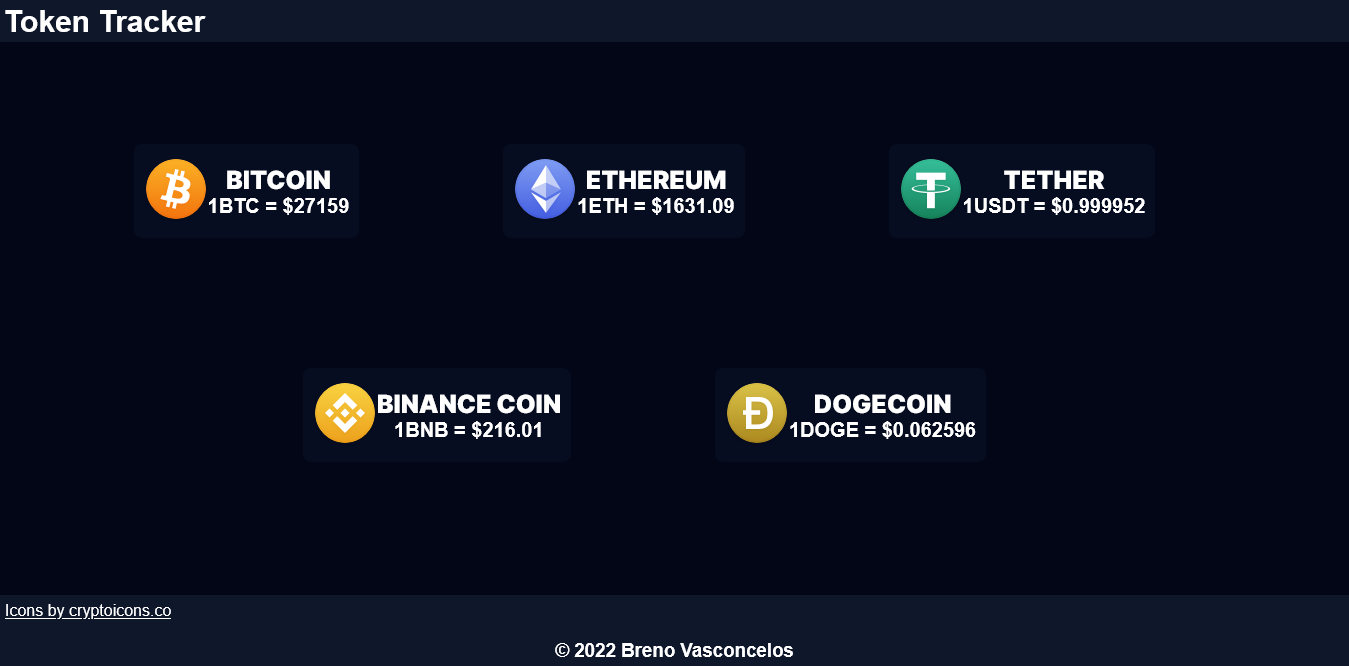 Token Tracker
BITCOIN
1BTC = $27159
ETHEREUM
1ETH = $1631.09
TETHER
1USDT = $0.999952
BINANCE COIN
1BNB = $216.01
DOGECOIN
1DOGE = $0.062596
Icons by cryptoicons.co
© 2022 Breno Vasconcelos